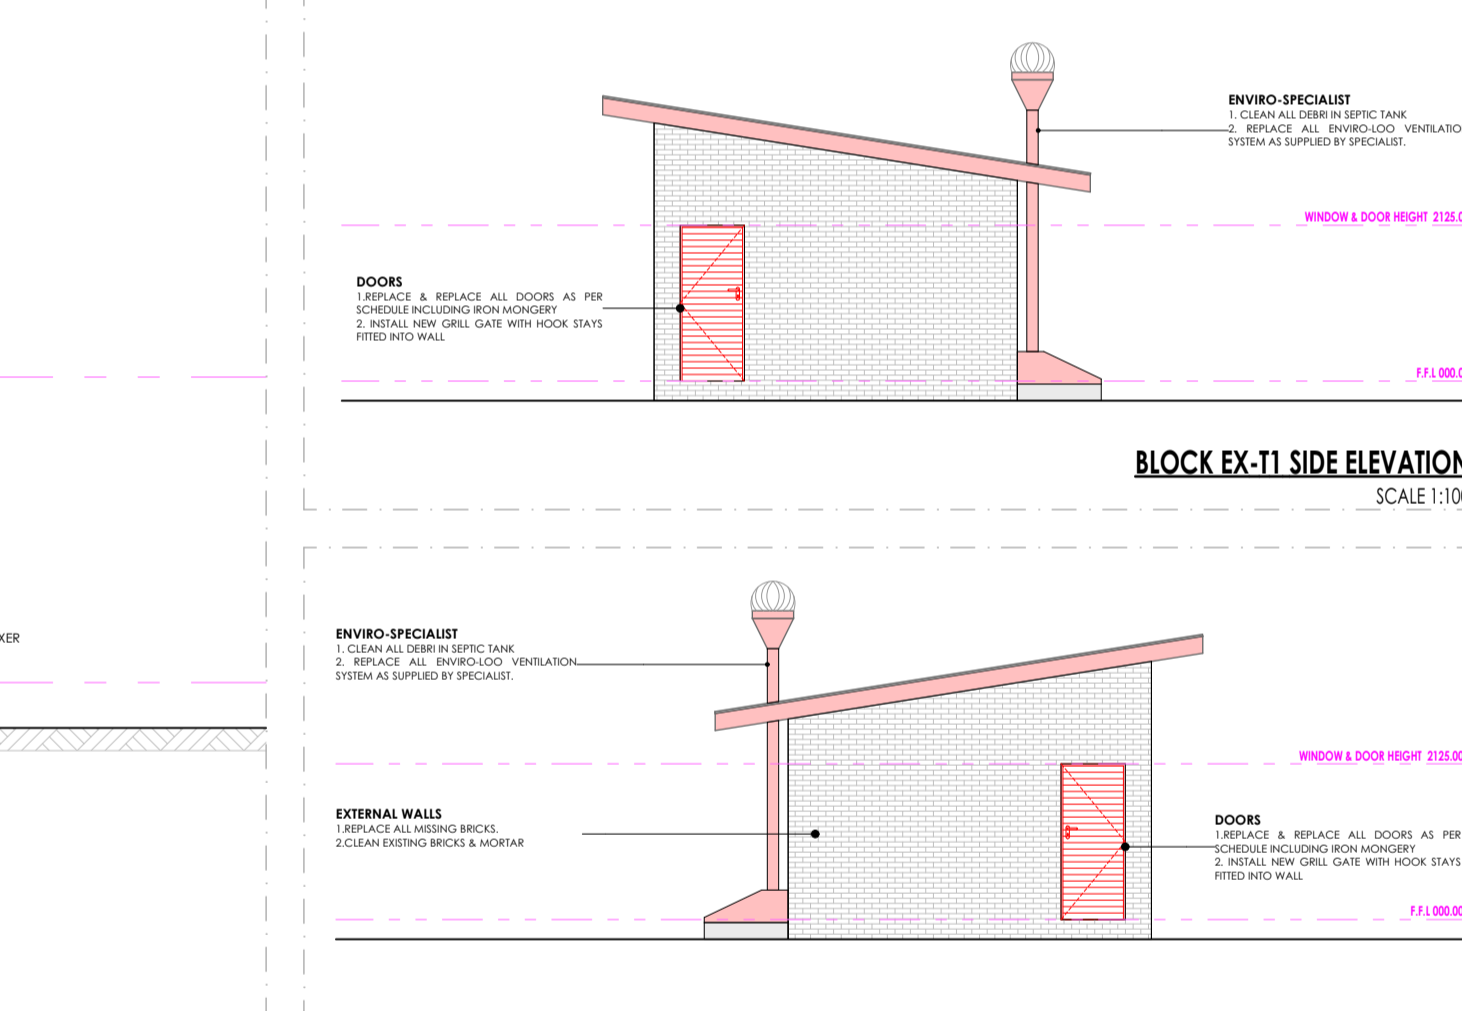 ENVIRO-SPECIALIST
1. CLEAN ALL DEBRI IN SEPTIC TANK
2. REPLACE ALL ENVIRO-LOO VENTILATIO
SYSTEM AS SUPPLIED BY SPECIALIST.
WINDOW & DOOR HEIGHT 2125.0
DOORS
1.REPLACE & REPLACE ALL DOORS AS PER
SCHEDULE INCLUDING IRON MONGERY
2. INSTALL NEW GRILL GATE WITH HOOK STAYS
FITTED INTO WALL
F.F.L 000.0
BLOCK EX-T1 SIDE ELEVATION
SCALE 1:100
XER
ENVIRO-SPECIALIST
1. CLEAN ALL DEBRI IN SEPTIC TANK
2. REPLACE ALL ENVIRO-LOO VENTILATION
SYSTEM AS SUPPLIED BY SPECIALIST.
WINDOW & DOOR HEIGHT 2125.00
EXTERNAL WALLS
1.REPLACE ALL MISSING BRICKS.
2.CLEAN EXISTING BRICKS & MORTAR
DOORS
1.REPLACE & REPLACE ALL DOORS AS PER
SCHEDULE INCLUDING IRON MONGERY
2. INSTALL NEW GRILL GATE WITH HOOK STAYS
FITTED INTO WALL
F.F.L 000.00